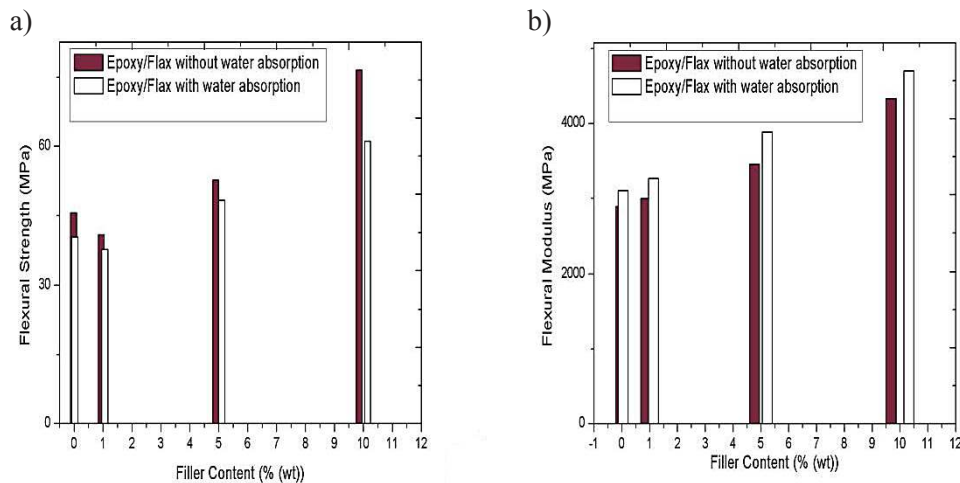 a)
Epoxy/Flax without water absorption
Epoxy/Flax with water absorption
Flexural Strength (MPa)
60
30
0
0 1 2 3 4 5 6 7 8 9 10 11 12
Filler Content (% (wt))
b)
Epoxy/Flax without water absorption
Epoxy/Flax with water absorption
Flexural Modulus (MPa)
4000
2000
0
-1 0 1 2 3 4 5 6 7 8 9 10 11 12
Filler Content (% (wt))